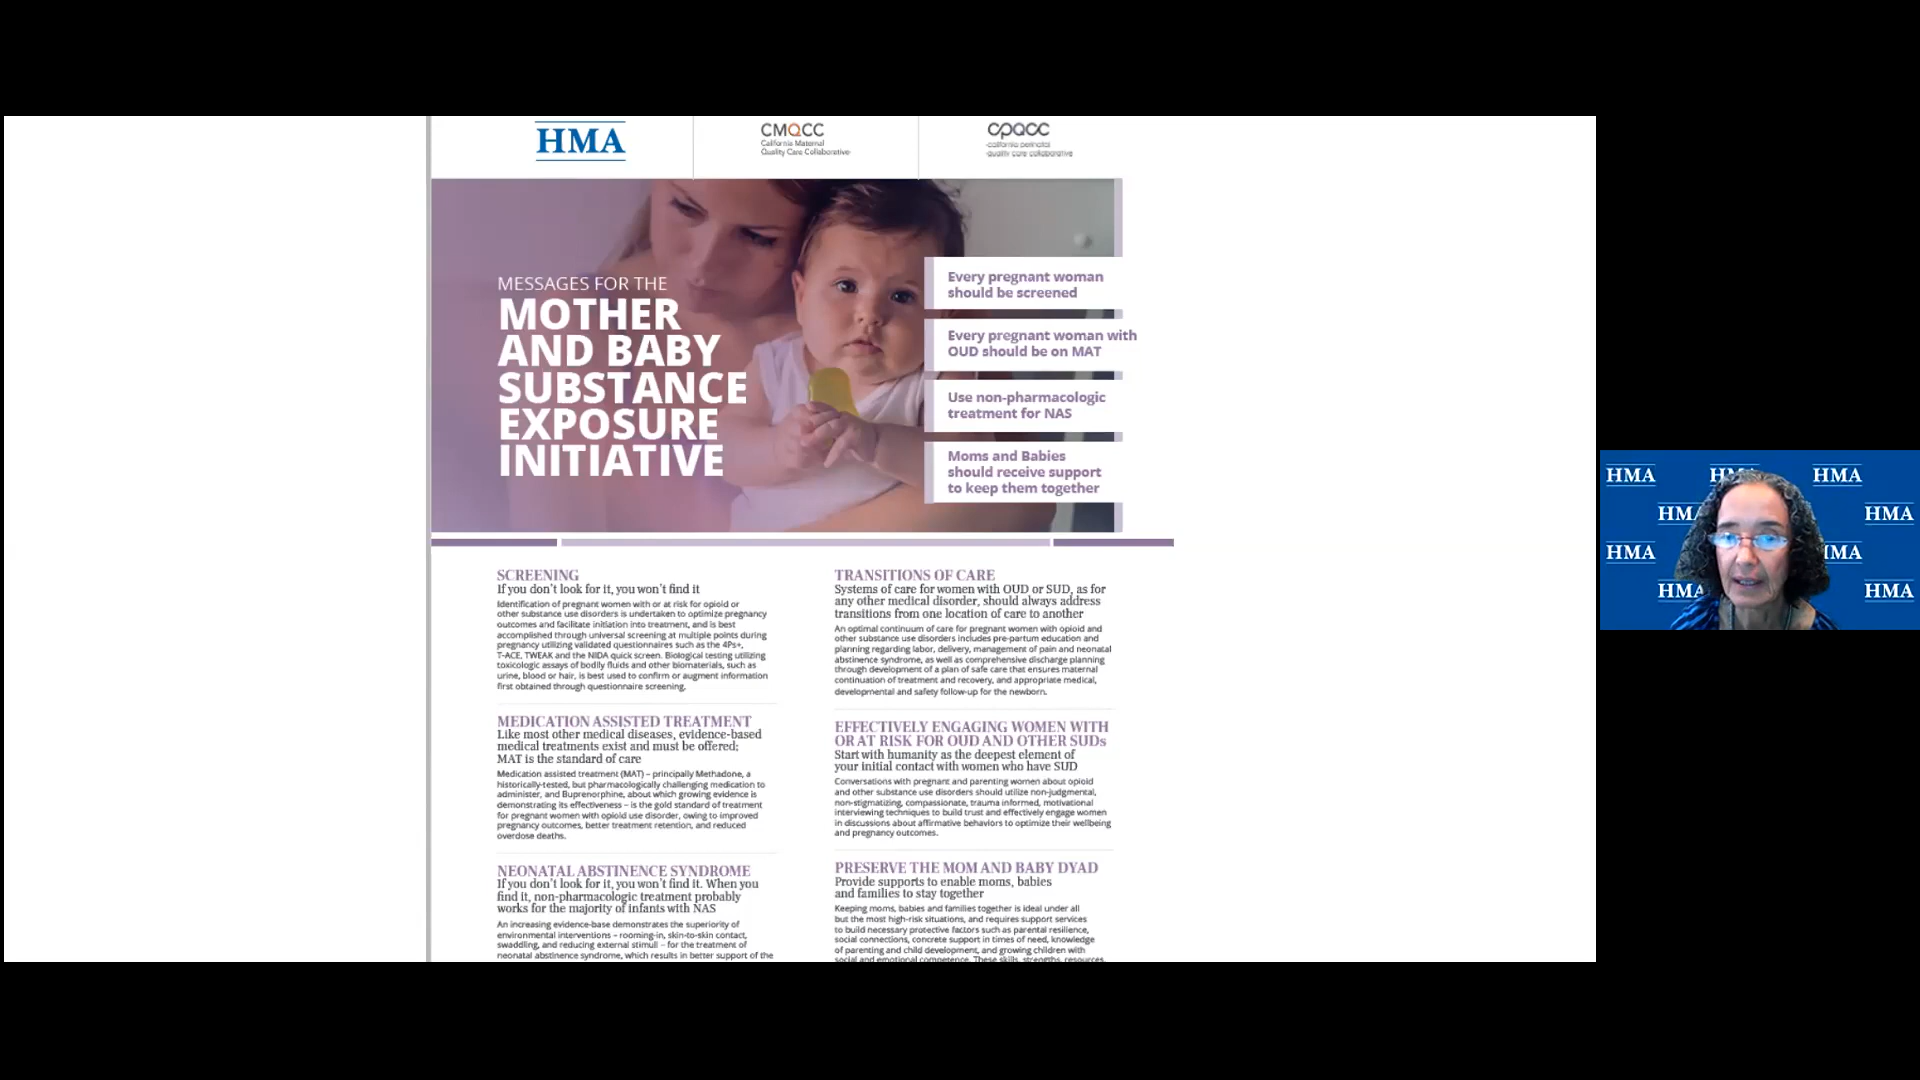 HMA
CMQCC
California Maternal
Quality Care Collaborative
CPQCC
california perinatal
quality care collaborative
MESSAGES FOR THE
MOTHER
AND BABY
SUBSTANCE
EXPOSURE
INITIATIVE
Every pregnant woman
should be screened
Every pregnant woman with
OUD should be on MAT
Use non-pharmacologic
treatment for NAS
Moms and Babies
should receive support
to keep them together
SCREENING
If you don't look for it, you won't find it
Identification of pregnant women with or at risk for opioid or
other substance use disorders is undertaken to optimize pregnancy
outcomes and facilitate initiation into treatment, and is best
accomplished through universal screening at multiple points during
pregnancy utilizing validated questionnaires such as the 4Ps+,
T-ACE, TWEAK and the NIDA quick screen. Biological testing utilizing
toxicologic assays of bodily fluids and other biomaterials, such as
urine, blood or hair, is best used to confirm or augment information
first obtained through questionnaire screening.
MEDICATION ASSISTED TREATMENT
Like most other medical diseases, evidence-based
medical treatments exist and must be offered;
MAT is the standard of care
Medication assisted treatment (MAT) – principally Methadone, a
historically-tested, but pharmacologically challenging medication to
administer, and Buprenorphine, about which growing evidence is
demonstrating its effectiveness – is the gold standard of treatment
for pregnant women with opioid use disorder, owing to improved
pregnancy outcomes, better treatment retention, and reduced
overdose deaths.
NEONATAL ABSTINENCE SYNDROME
If you don't look for it, you won't find it. When you
find it, non-pharmacologic treatment probably
works for the majority of infants with NAS
An increasing evidence-base demonstrates the superiority of
environmental interventions – rooming-in, skin-to-skin contact,
swaddling, and reducing external stimuli – for the treatment of
neonatal abstinence syndrome, which results in better support of the
TRANSITIONS OF CARE
Systems of care for women with OUD or SUD, as for
any other medical disorder, should always address
transitions from one location of care to another
An optimal continuum of care for pregnant women with opioid and
other substance use disorders includes pre-partum education and
planning regarding labor, delivery, management of pain and neonatal
abstinence syndrome, as well as comprehensive discharge planning
through development of a plan of safe care that ensures maternal
continuation of treatment and recovery, and appropriate medical,
developmental and safety follow-up for the newborn.
EFFECTIVELY ENGAGING WOMEN WITH
OR AT RISK FOR OUD AND OTHER SUDs
Start with humanity as the deepest element of
your initial contact with women who have SUD
Conversations with pregnant and parenting women about opioid
and other substance use disorders should utilize non-judgmental,
non-stigmatizing, compassionate, trauma informed, motivational
interviewing techniques to build trust and effectively engage women
in discussions about affirmative behaviors to optimize their wellbeing
and pregnancy outcomes.
PRESERVE THE MOM AND BABY DYAD
Provide supports to enable moms, babies
and families to stay together
Keeping moms, babies and families together is ideal under all
but the most high-risk situations, and requires support services
to build necessary protective factors such as parental resilience,
social connections, concrete support in times of need, knowledge
of parenting and child development, and growing children with
social and emotional competence. These skills, strengths, resources,
HMA HMA HMA
HMA HMA
HMA HMA
HMA HMA